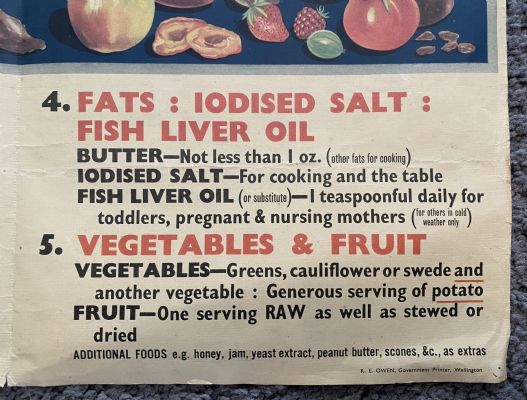 4. FATS : IODISED SALT :
FISH LIVER OIL
BUTTER—Not less than 1 oz. (other fats for cooking)
IODISED SALT—For cooking and the table
FISH LIVER OIL (or substitute)—1 teaspoonful daily for
toddlers, pregnant & nursing mothers (for others in cold weather only)
5. VEGETABLES & FRUIT
VEGETABLES—Greens, cauliflower or swede and
another vegetable : Generous serving of potato
FRUIT—One serving RAW as well as stewed or
dried
ADDITIONAL FOODS e.g. honey, jam, yeast extract, peanut butter, scones, &c., as extras
R. E. OWEN, Government Printer, Wellington